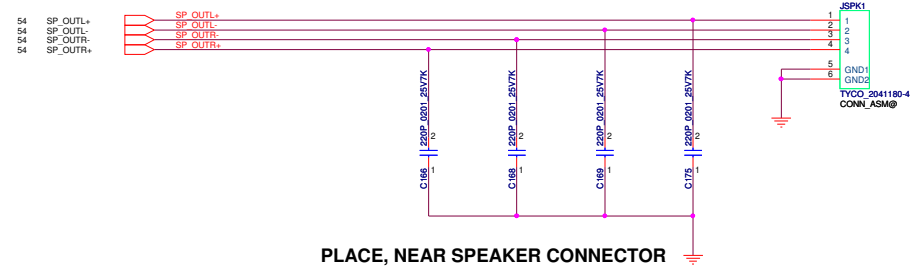 JSPK1
54 SP_OUTL+ SP_OUTL+ 1 1
54 SP_OUTL- SP_OUTL- 2 2
54 SP_OUTR- SP_OUTR- 3 3
54 SP_OUTR+ SP_OUTR+ 4 4
5 GND1
6 GND2
TYCO_2041180-4
CONN_ASM@
220P_0201_25V7K 220P_0201_25V7K 220P_0201_25V7K 220P_0201_25V7K
2 2 2 2
1 1 1 1
C166 C168 C169 C175
PLACE, NEAR SPEAKER CONNECTOR